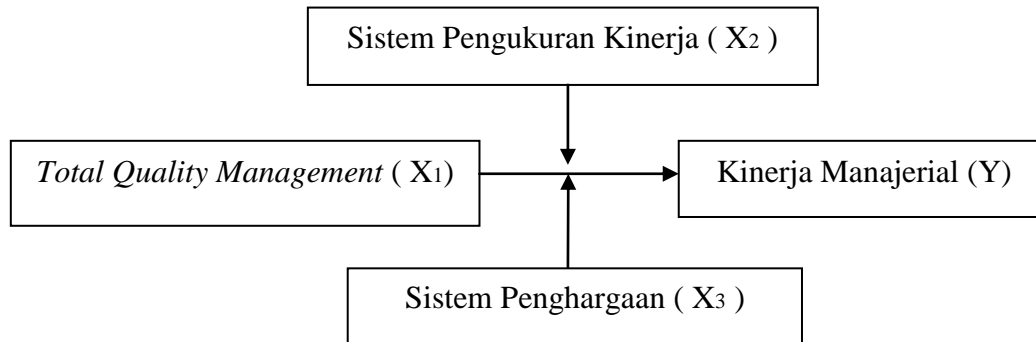 Sistem Pengukuran Kinerja ( X2 )
Total Quality Management ( X1)
Kinerja Manajerial (Y)
Sistem Penghargaan ( X3 )